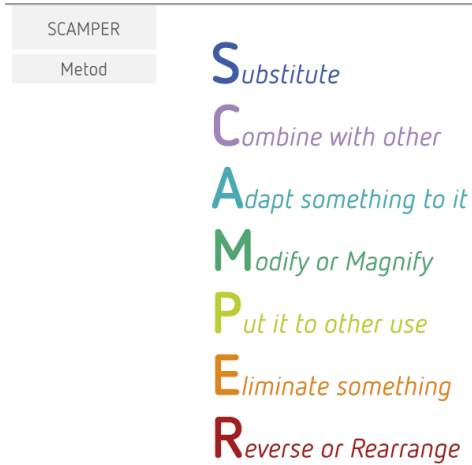 SCAMPER
Metod
Substitute
Combine with other
Adapt something to it
Modify or Magnify
Put it to other use
Eliminate something
Reverse or Rearrange